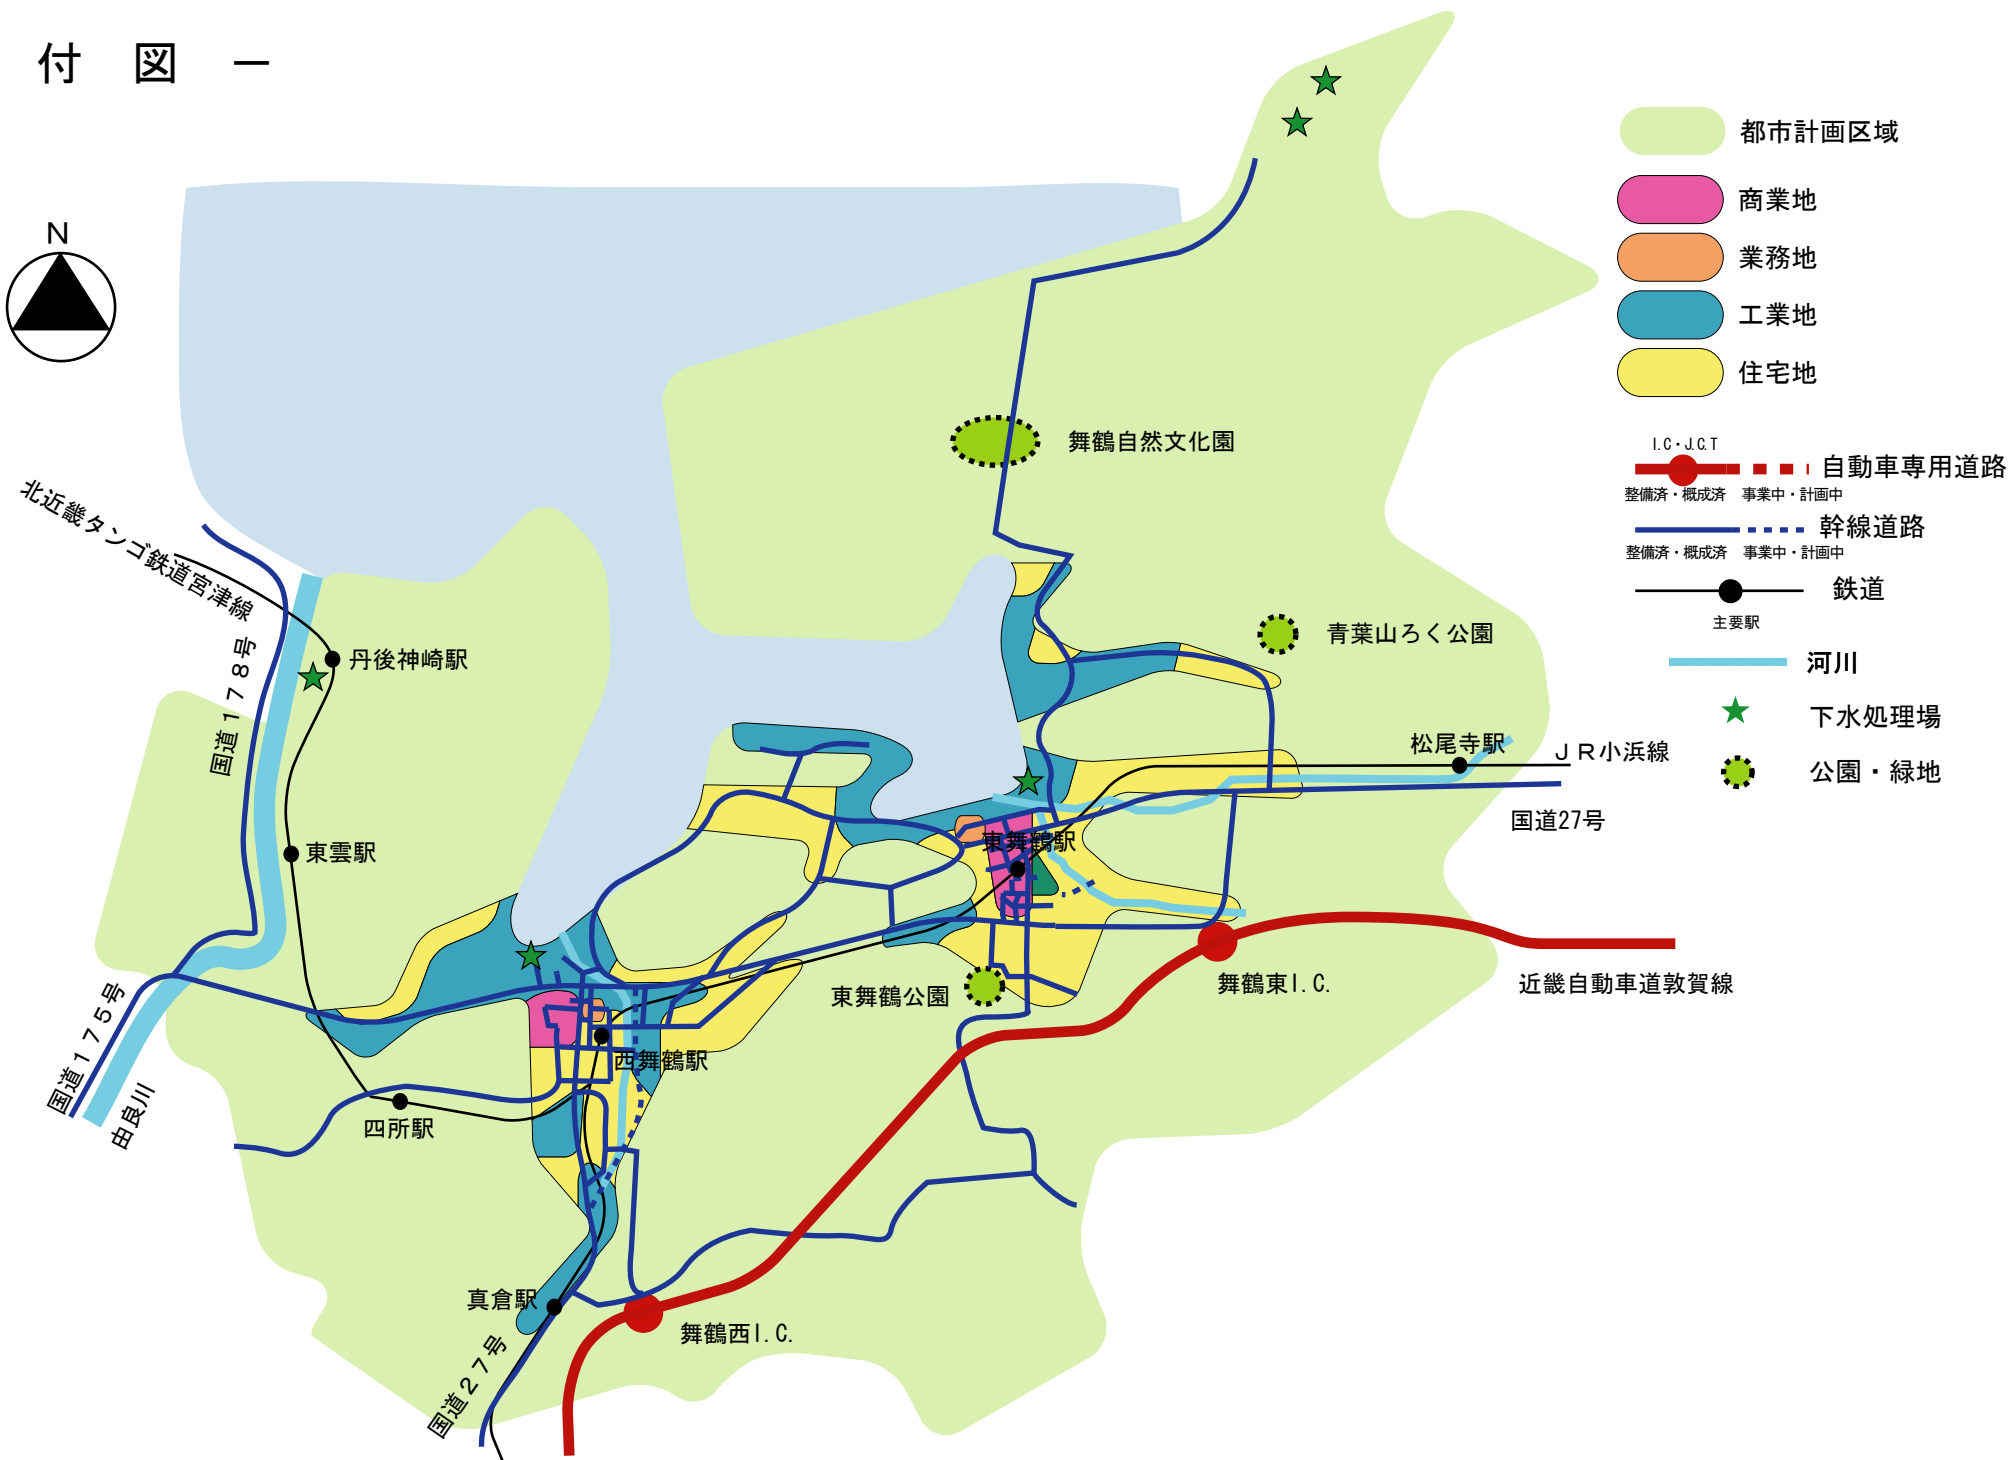 付 図 －
N
都市計画区域
商業地
業務地
工業地
住宅地
I.C・J.C.T
自動車専用道路
整備済・概成済 事業中・計画中
幹線道路
整備済・概成済 事業中・計画中
鉄道
主要駅
河川
下水処理場
公園・緑地
舞鶴自然文化園
北近畿タンゴ鉄道宮津線
青葉山ろく公園
国道178号
丹後神崎駅
松尾寺駅
JR小浜線
国道27号
東舞鶴駅
東雲駅
舞鶴東I.C.
近畿自動車道敦賀線
東舞鶴公園
国道175号
由良川
西舞鶴駅
四所駅
真倉駅
舞鶴西I.C.
国道27号